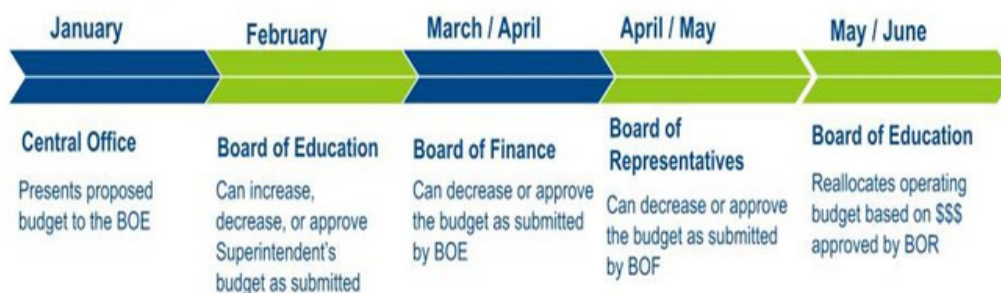 January
Central Office
Presents proposed
budget to the BOE
February
Board of Education
Can increase,
decrease, or approve
Superintendent's
budget as submitted
March / April
Board of Finance
Can decrease or approve
the budget as submitted
by BOE
April / May
Board of
Representatives
Can decrease or approve
the budget as submitted
by BOF
May / June
Board of Education
Reallocates operating
budget based on $$$
approved by BOR